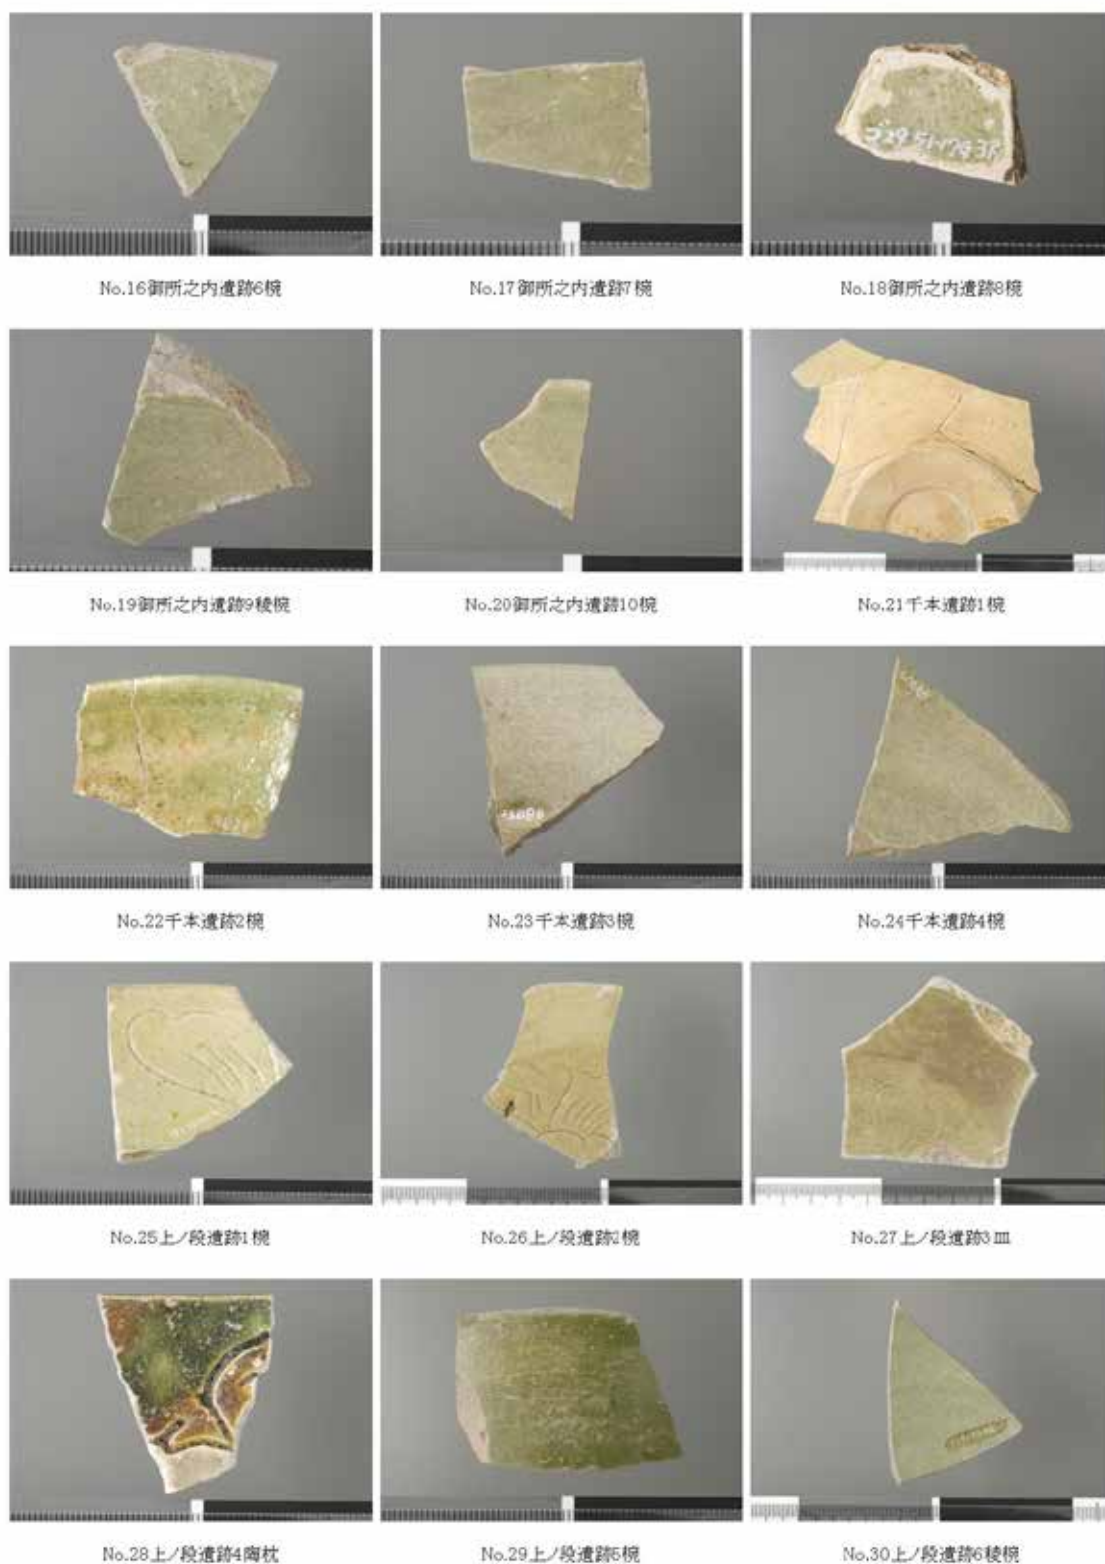 No.16御所之内遺跡6椀
No.17御所之内遺跡7椀
No.18御所之内遺跡8椀
No.19御所之内遺跡9稜椀
No.20御所之内遺跡10椀
No.21千本遺跡1椀
No.22千本遺跡2椀
No.23千本遺跡3椀
No.24千本遺跡4椀
No.25上ノ段遺跡1椀
No.26上ノ段遺跡2椀
No.27上ノ段遺跡3皿
No.28上ノ段遺跡4陶枕
No.29上ノ段遺跡5椀
No.30上ノ段遺跡6稜椀